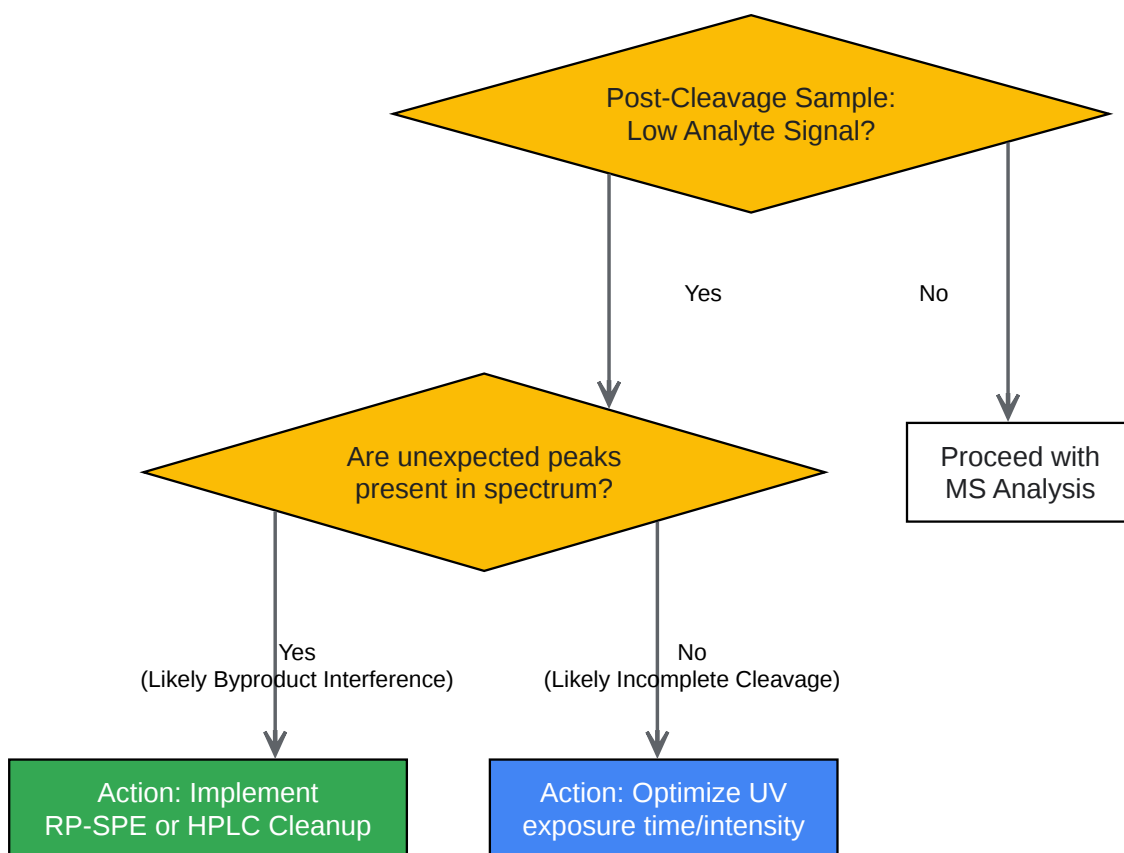 Post-Cleavage Sample:
Low Analyte Signal?
Yes
No
Are unexpected peaks
present in spectrum?
Proceed with
MS Analysis
Yes
(Likely Byproduct Interference)
No
(Likely Incomplete Cleavage)
Action: Implement
RP-SPE or HPLC Cleanup
Action: Optimize UV
exposure time/intensity